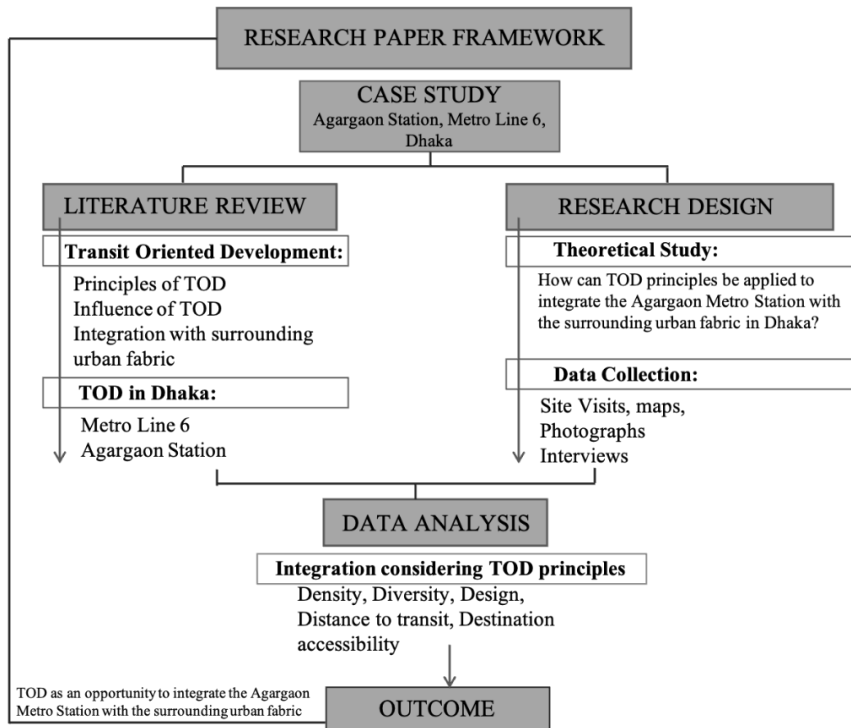 RESEARCH PAPER FRAMEWORK
CASE STUDY
Agargaon Station, Metro Line 6,
Dhaka
LITERATURE REVIEW
Transit Oriented Development:
Principles of TOD
Influence of TOD
Integration with surrounding
urban fabric
TOD in Dhaka:
Metro Line 6
Agargaon Station
RESEARCH DESIGN
Theoretical Study:
How can TOD principles be applied to
integrate the Agargaon Metro Station with
the surrounding urban fabric in Dhaka?
Data Collection:
Site Visits, maps,
Photographs
Interviews
DATA ANALYSIS
Integration considering TOD principles
Density, Diversity, Design,
Distance to transit, Destination
accessibility
OUTCOME
TOD as an opportunity to integrate the Agargaon
Metro Station with the surrounding urban fabric